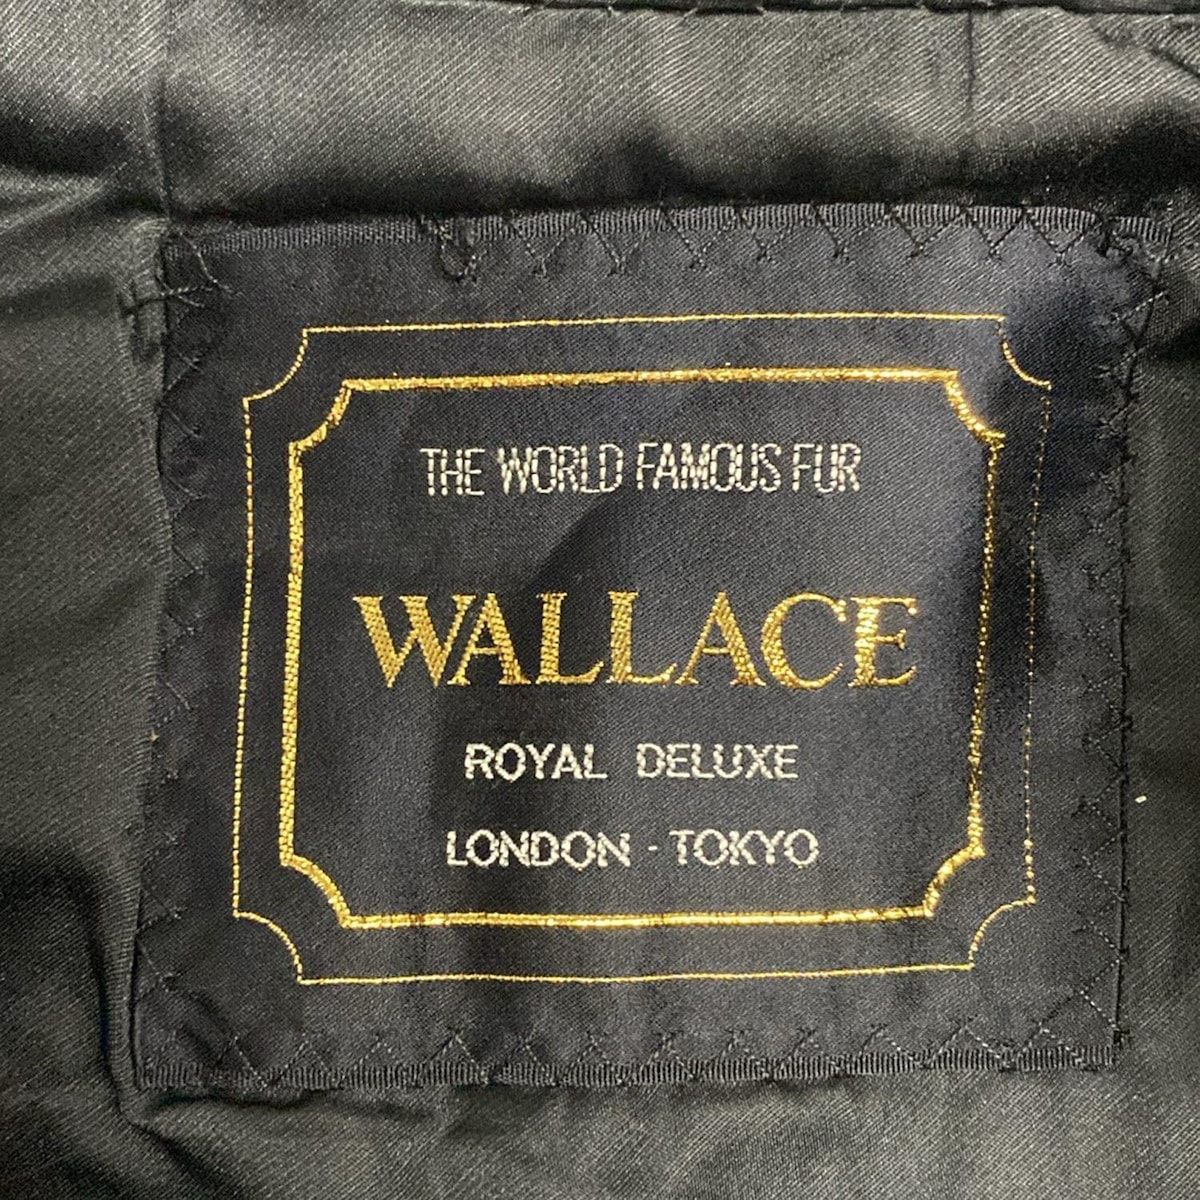 THE WORLD FAMOUS FUR
WALLACE
ROYAL DELUXE
LONDON - TOKYO